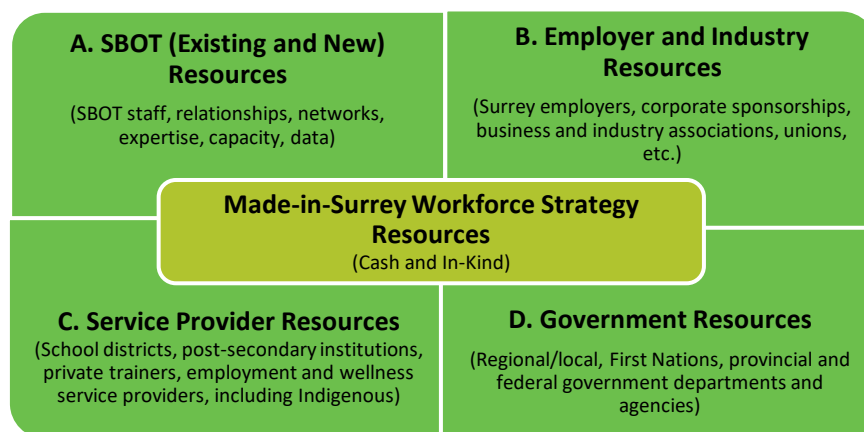 A. SBOT (Existing and New)
Resources
(SBOT staff, relationships, networks,
expertise, capacity, data)
B. Employer and Industry
Resources
(Surrey employers, corporate sponsorships,
business and industry associations, unions,
etc.)
Made-in-Surrey Workforce Strategy
Resources
(Cash and In-Kind)
C. Service Provider Resources
(School districts, post-secondary institutions,
private trainers, employment and wellness
service providers, including Indigenous)
D. Government Resources
(Regional/local, First Nations, provincial and
federal government departments and
agencies)